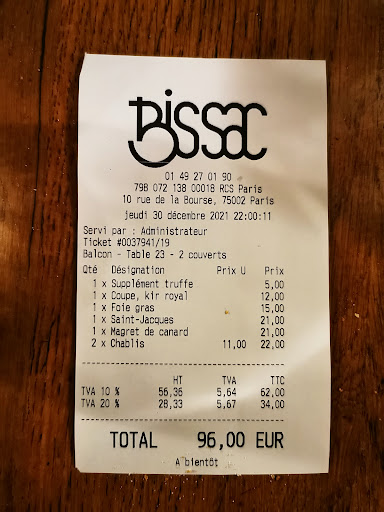 Bissac
01 49 27 01 90
798 072 138 00018 RCS Paris
10 rue de la Bourse, 75002 Paris
jeudi 30 décembre 2021 22:00:11
Servi par : Administrateur
Ticket #0037941/19
Balcon - Table 23 - 2 couverts
Qté Désignation Prix U Prix
1 x Supplément truffe 5,00
1 x Coupe, kir royal 12,00
1 x Foie gras 15,00
1 x Saint-Jacques 21,00
1 x Magret de canard 21,00
2 x Chablis 11,00 22,00
HT TVA TTC
TVA 10 % 56,36 5,64 62,00
TVA 20 % 28,33 5,67 34,00
TOTAL 96,00 EUR
A bientôt